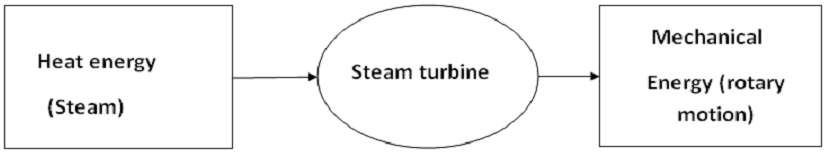 Heat energy
(Steam)
Steam turbine
Mechanical
Energy (rotary
motion)